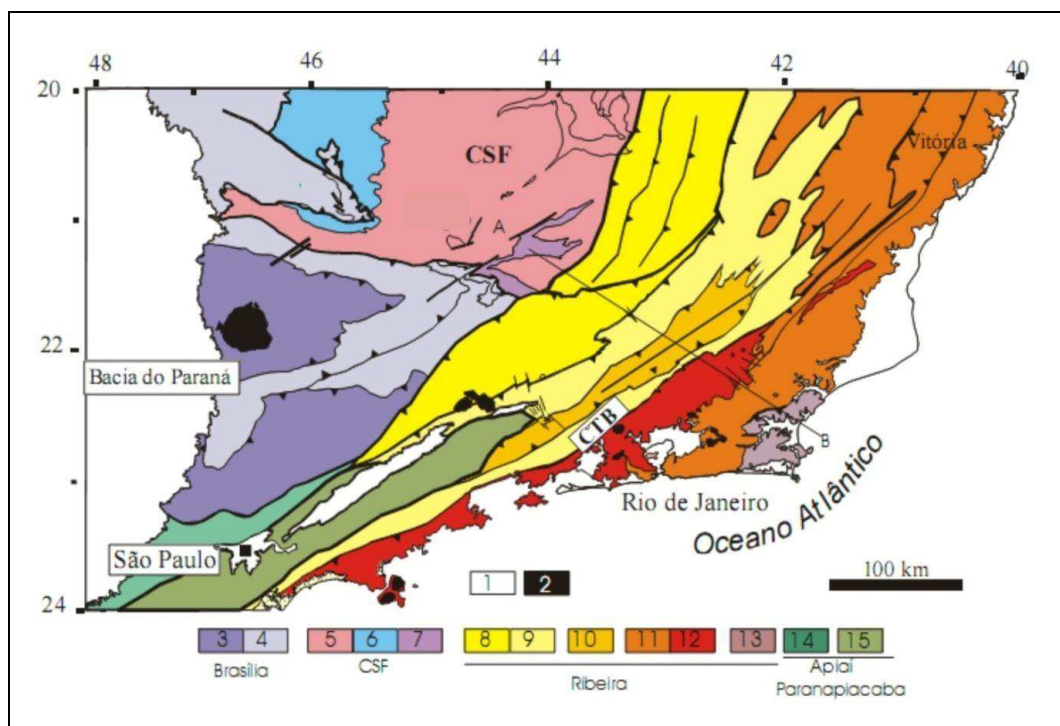 48
46
44
42
40
20
CSF
Vitória
A
22
Bacia do Paraná
CTB
B
Rio de Janeiro
Oceano Atlântico
São Paulo
24
1
2
100 km
3 4 5 6 7 8 9 10 11 12 13 14 15
Brasília
CSF
Ribeira
Apiaí
Paranapiacaba